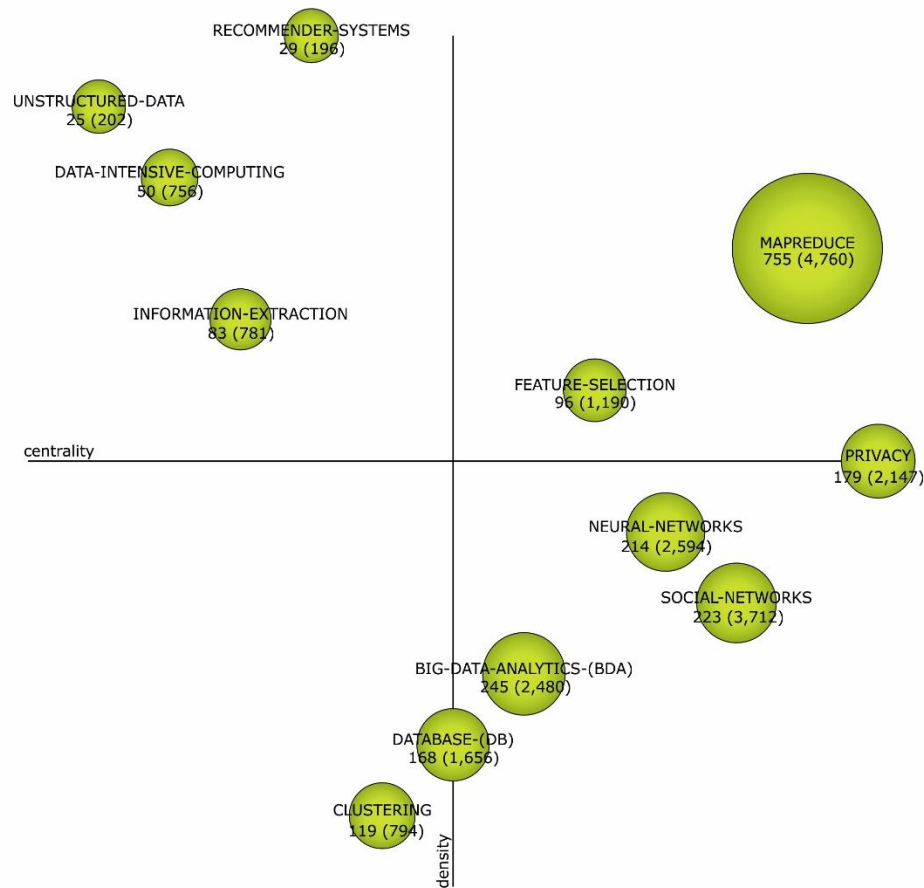 RECOMMENDER-SYSTEMS
29 (196)
UNSTRUCTURED-DATA
25 (202)
DATA-INTENSIVE-COMPUTING
50 (756)
MAPREDUCE
755 (4,760)
INFORMATION-EXTRACTION
83 (781)
FEATURE-SELECTION
96 (1,190)
centrality
PRIVACY
179 (2,147)
NEURAL-NETWORKS
214 (2,594)
SOCIAL-NETWORKS
223 (3,712)
BIG-DATA-ANALYTICS-(BDA)
245 (2,480)
DATABASE-(DB)
168 (1,656)
CLUSTERING
119 (794)
density